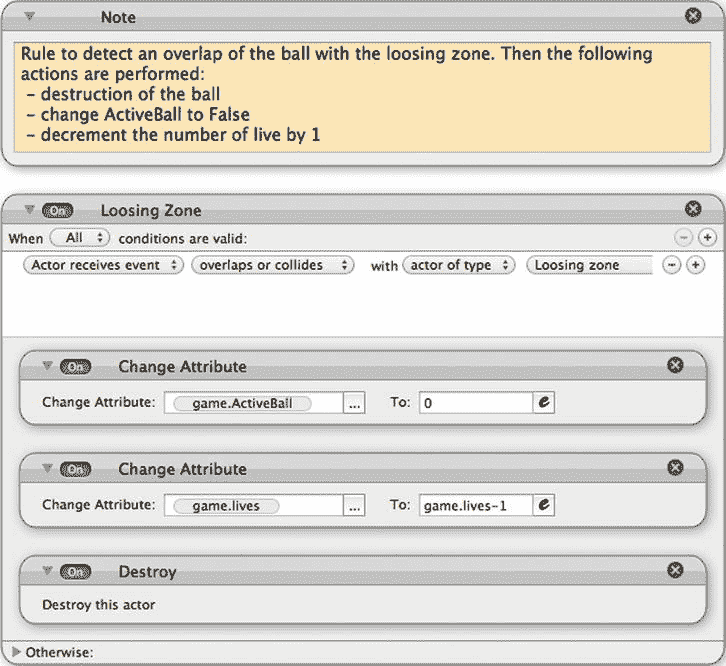 Note
Rule to detect an overlap of the ball with the loosing zone. Then the following
actions are performed:
- destruction of the ball
- change ActiveBall to False
- decrement the number of live by 1
On Loosing Zone
When All conditions are valid:
Actor receives event overlaps or collides with actor of type Loosing zone
On Change Attribute
Change Attribute: game.ActiveBall ... To: 0 e
On Change Attribute
Change Attribute: game.lives ... To: game.lives-1 e
On Destroy
Destroy this actor
Otherwise: